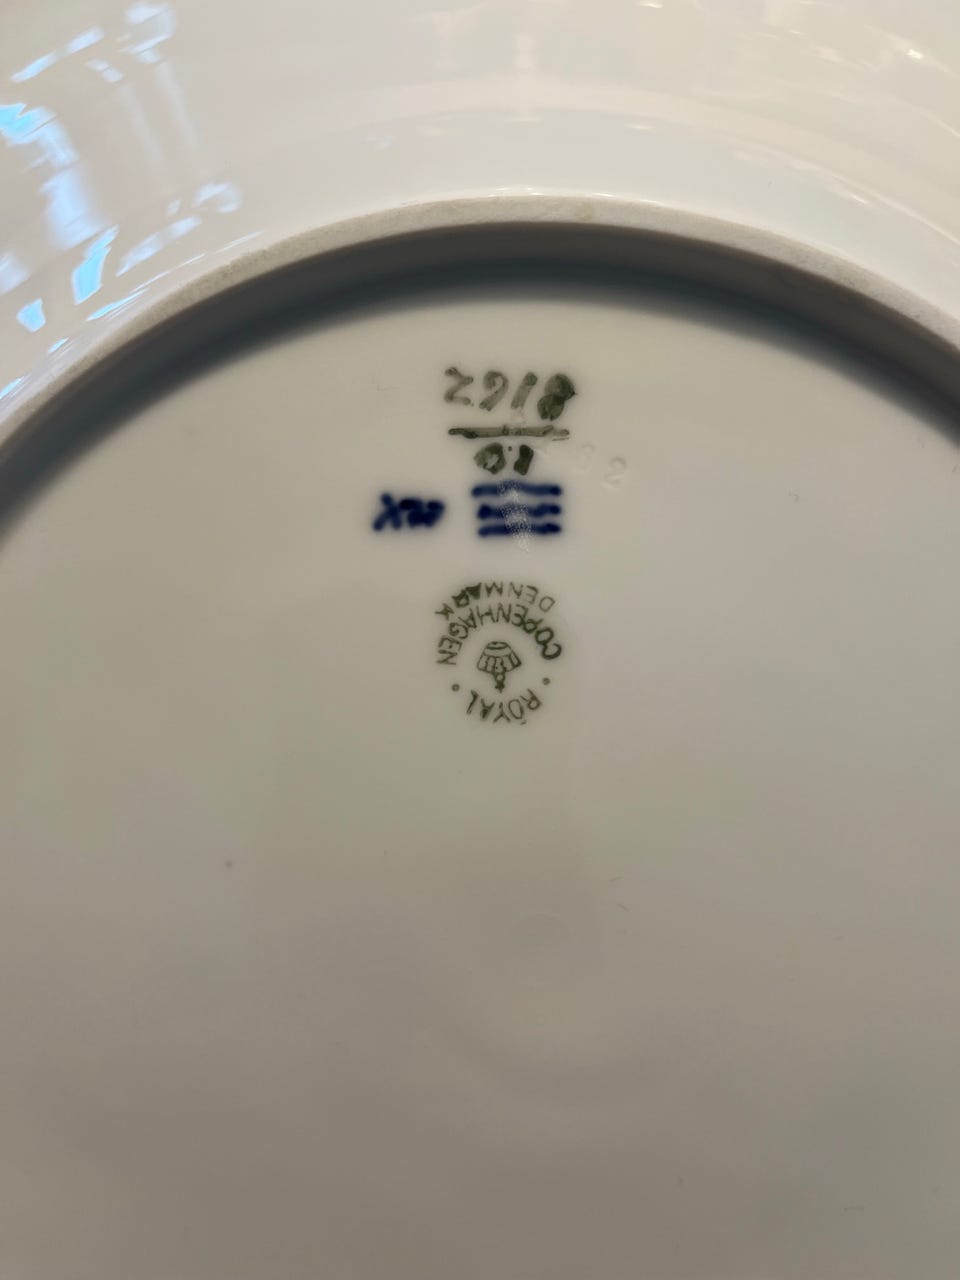 ROYAL
COPENHAGEN
DENMARK
10
8162